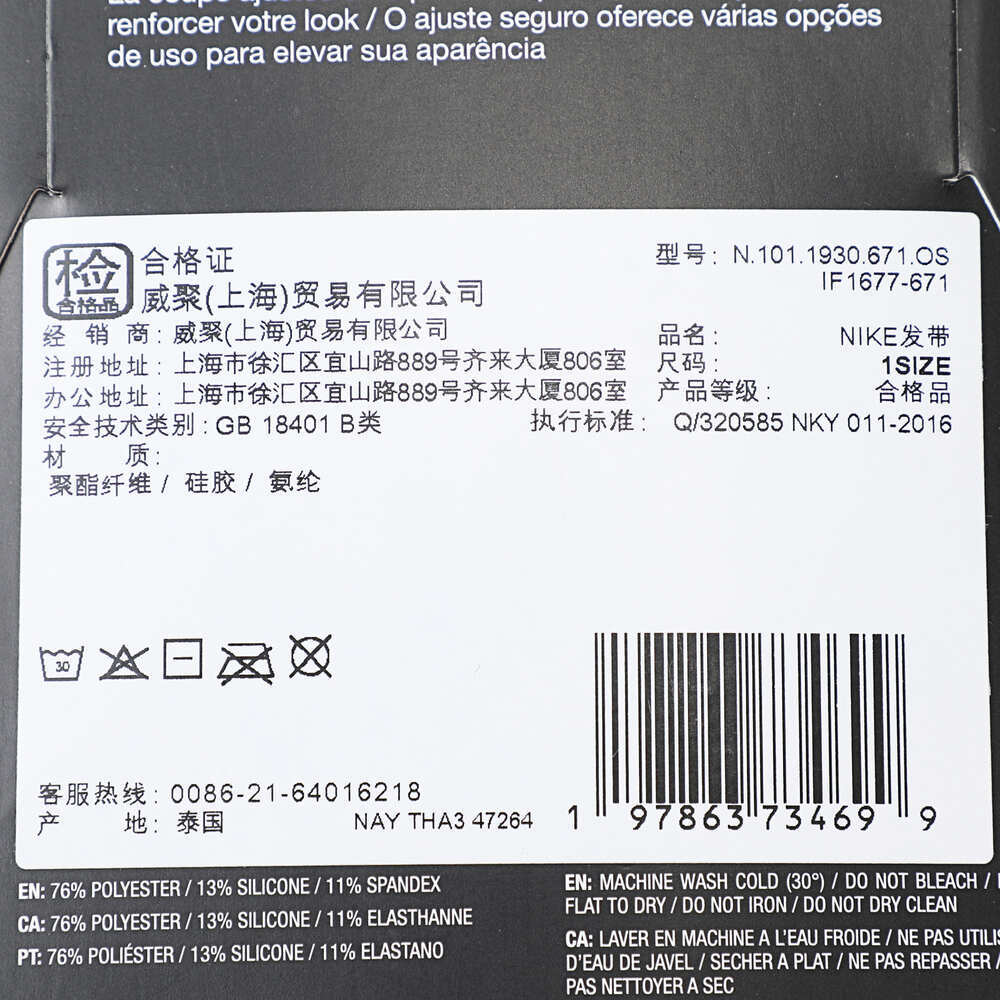 renforcer votre look / O ajuste seguro oferece várias opções
de uso para elevar sua aparência
检
合格品
合格证
威聚(上海)贸易有限公司
型号: N.101.1930.671.OS
IF1677-671
经 销 商: 威聚(上海)贸易有限公司
品名: NIKE发带
注册地址: 上海市徐汇区宜山路889号齐来大厦806室
尺码: 1SIZE
办公地址: 上海市徐汇区宜山路889号齐来大厦806室
产品等级: 合格品
安全技术类别: GB 18401 B类
执行标准: Q/320585 NKY 011-2016
材 质:
聚酯纤维 / 硅胶 / 氨纶
30
客服热线: 0086-21-64016218
产 地: 泰国
NAY THA3 47264
1 97863 73469 9
EN: 76% POLYESTER / 13% SILICONE / 11% SPANDEX
CA: 76% POLYESTER / 13% SILICONE / 11% ELASTHANNE
PT: 76% POLIÉSTER / 13% SILICONE / 11% ELASTANO
EN: MACHINE WASH COLD (30°) / DO NOT BLEACH /
FLAT TO DRY / DO NOT IRON / DO NOT DRY CLEAN
CA: LAVER EN MACHINE A L'EAU FROIDE / NE PAS
D'EAU DE JAVEL / SECHER A PLAT / NE PAS REPASSER /
PAS NETTOYER A SEC